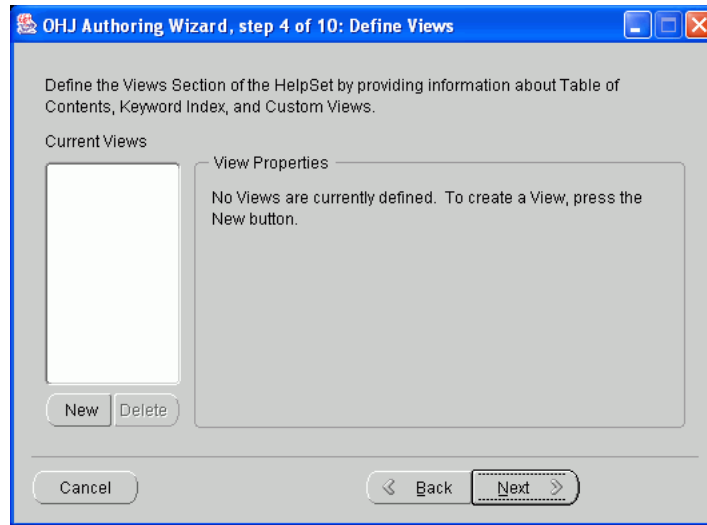 OHJ Authoring Wizard, step 4 of 10: Define Views
Define the Views Section of the HelpSet by providing information about Table of
Contents, Keyword Index, and Custom Views.
Current Views
View Properties
No Views are currently defined. To create a View, press the
New button.
New Delete
Cancel Back Next